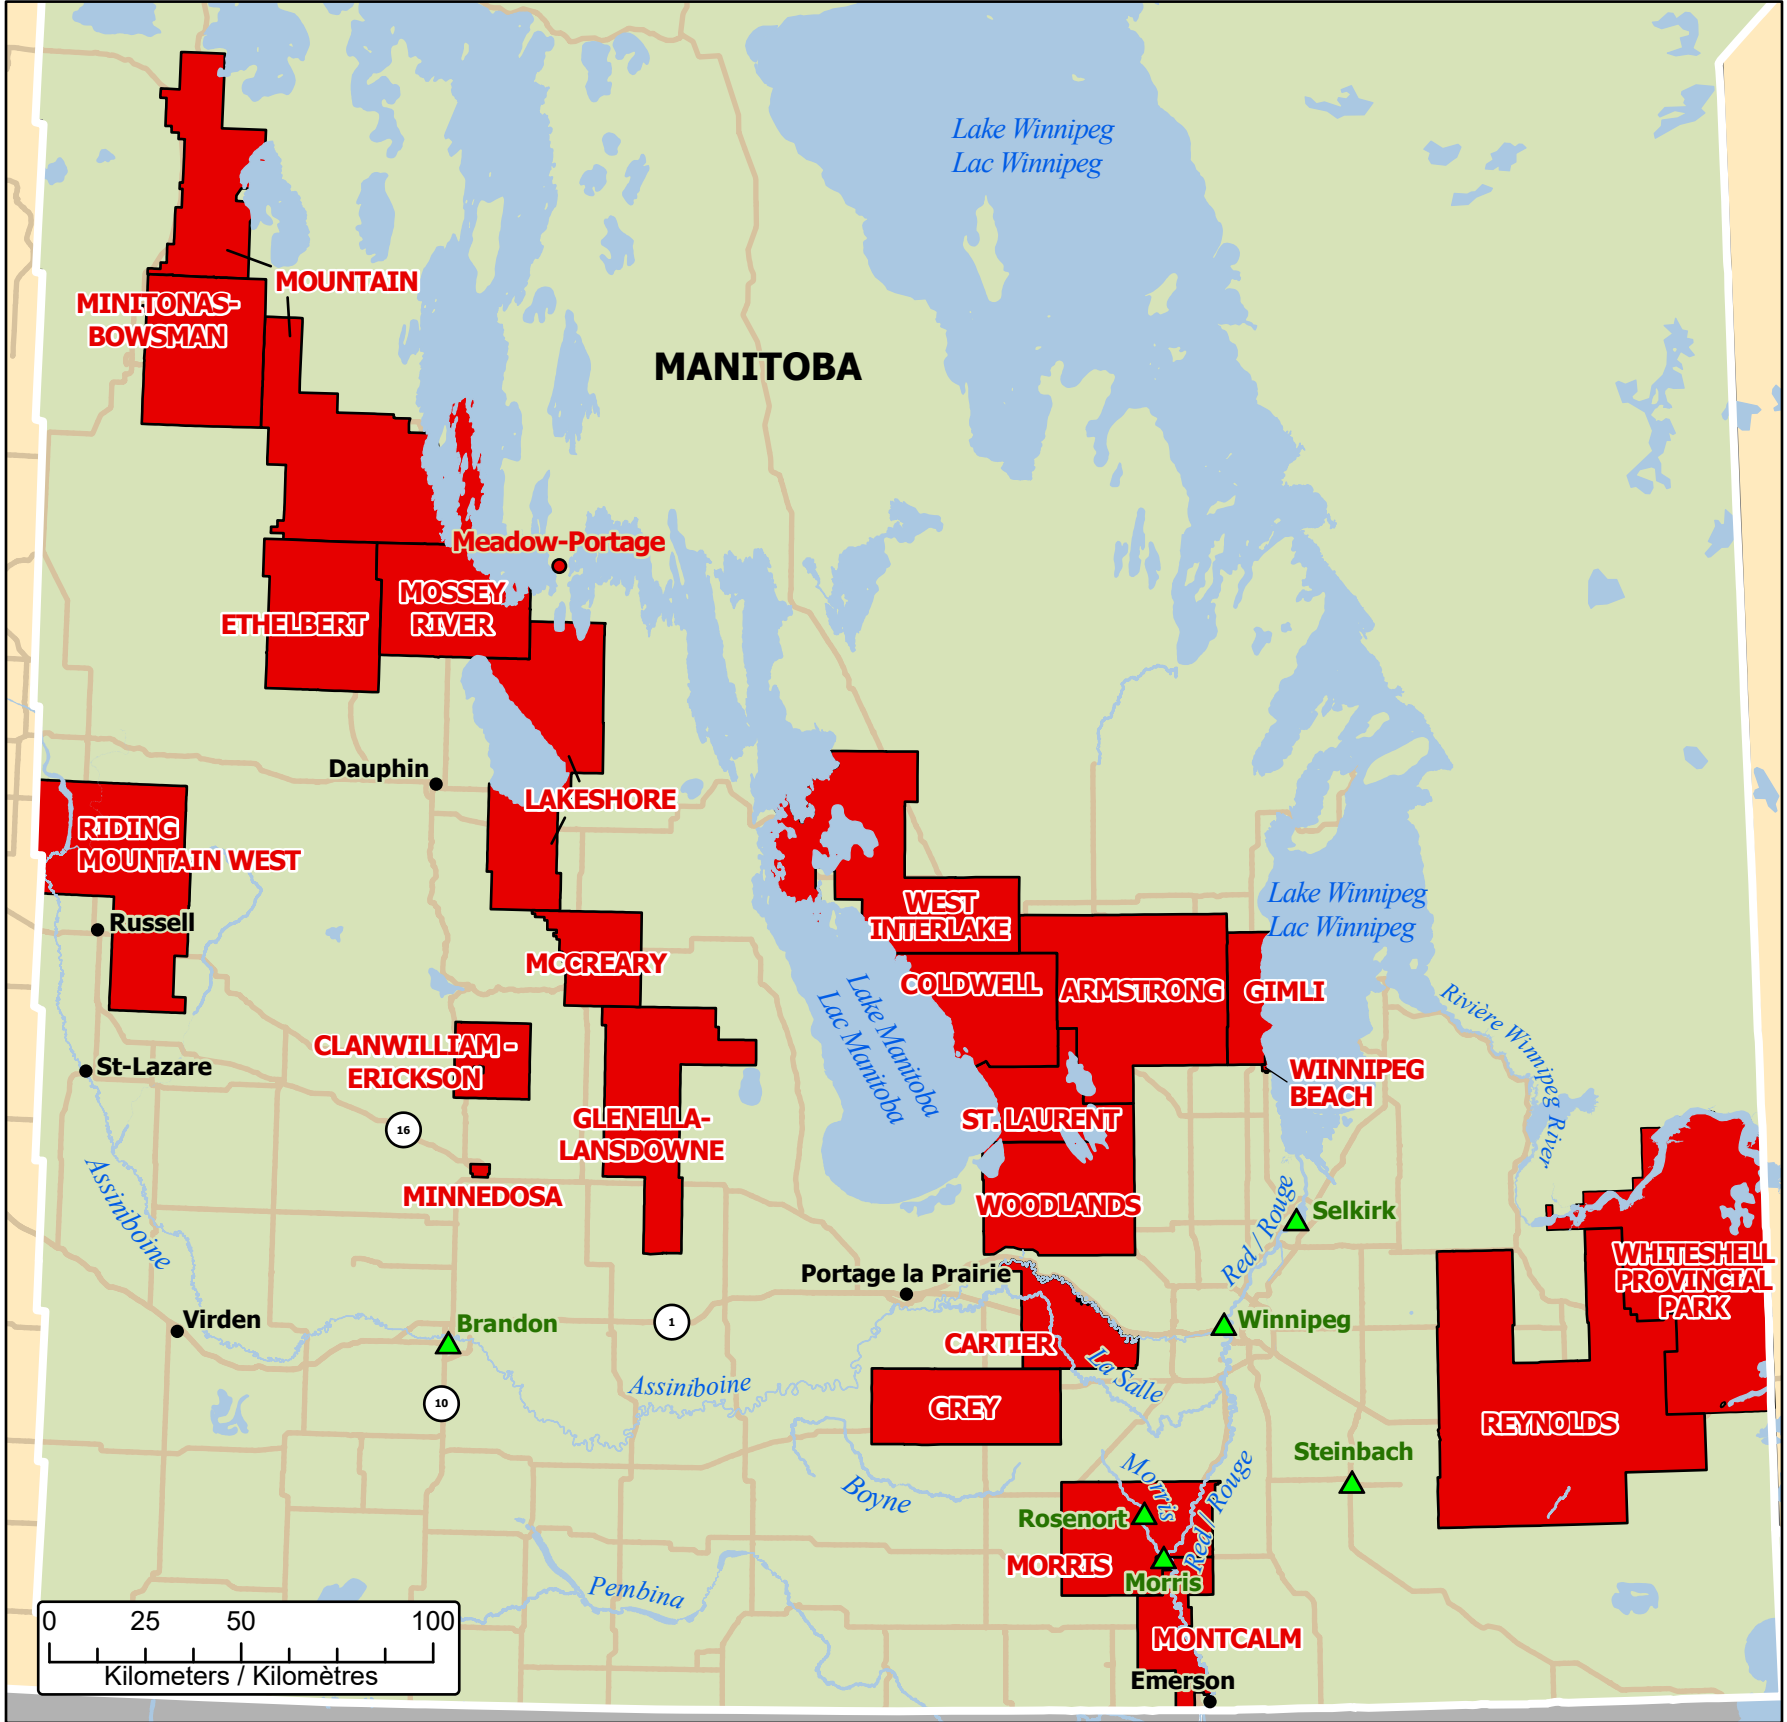 Lake Winnipeg
Lac Winnipeg
MOUNTAIN
MINITONAS-
BOWSMAN
MANITOBA
Meadow-Portage
MOSSEY
RIVER
ETHELBERT
Dauphin
LAKESHORE
RIDING
MOUNTAIN WEST
Russell
WEST
INTERLAKE
Lake Winnipeg
Lac Winnipeg
MCCREARY
COLDWELL
ARMSTRONG
GIMLI
Lake Manitoba
Lac Manitoba
Rivière Winnipeg River
CLANWILLIAM -
ERICKSON
St-Lazare
WINNIPEG
BEACH
GLENELLA-
LANSDOWNE
ST. LAURENT
16
MINNEDOSA
WOODLANDS
Assiniboine
Selkirk
Red / Rouge
WHITESHELL
PROVINCIAL
PARK
Portage la Prairie
Virden
Brandon
1
Winnipeg
CARTIER
La Salle
Assiniboine
10
GREY
REYNOLDS
Steinbach
Boyne
Morris
Red / Rouge
Rosenort
MORRIS
Morris
Pembina
MONTCALM
Emerson
0 25 50 100
Kilometers / Kilomètres